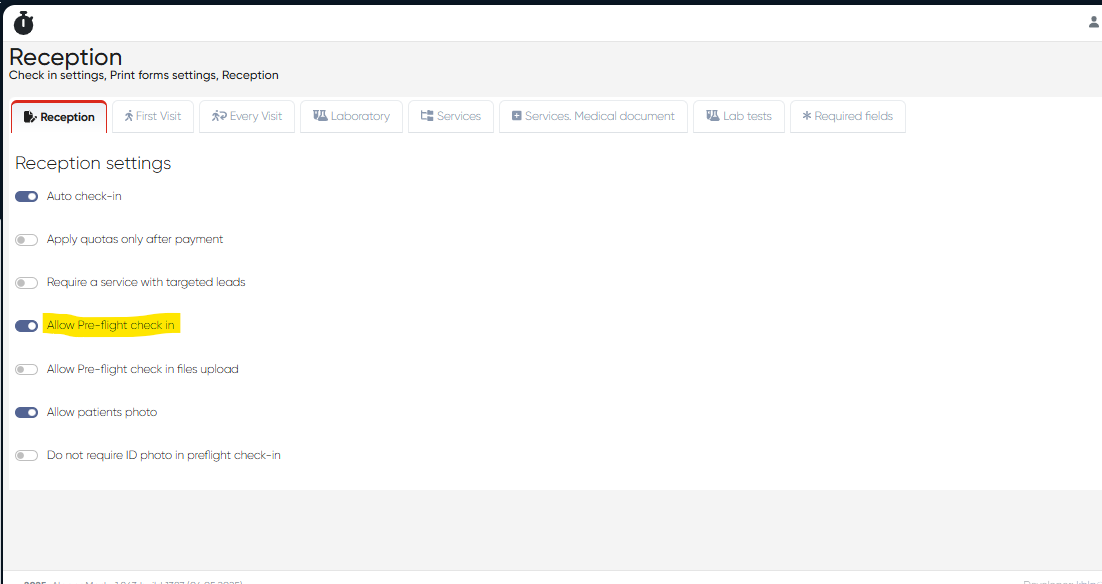 Reception
Check in settings, Print forms settings, Reception
Reception First Visit Every Visit Laboratory Services Services. Medical document Lab tests Required fields
Reception settings
Auto check-in
Apply quotas only after payment
Require a service with targeted leads
Allow Pre-flight check in
Allow Pre-flight check in files upload
Allow patients photo
Do not require ID photo in preflight check-in